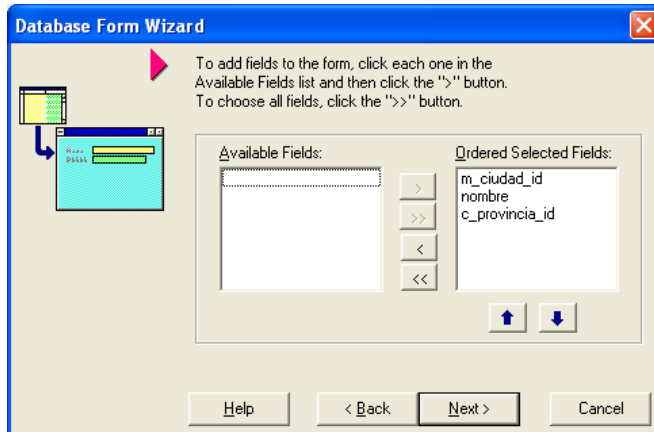 Database Form Wizard
To add fields to the form, click each one in the
Available Fields list and then click the ">" button.
To choose all fields, click the ">>" button.
Available Fields:
Ordered Selected Fields:
m_ciudad_id
nombre
c_provincia_id
>
>>
<
<<
Help
< Back
Next >
Cancel